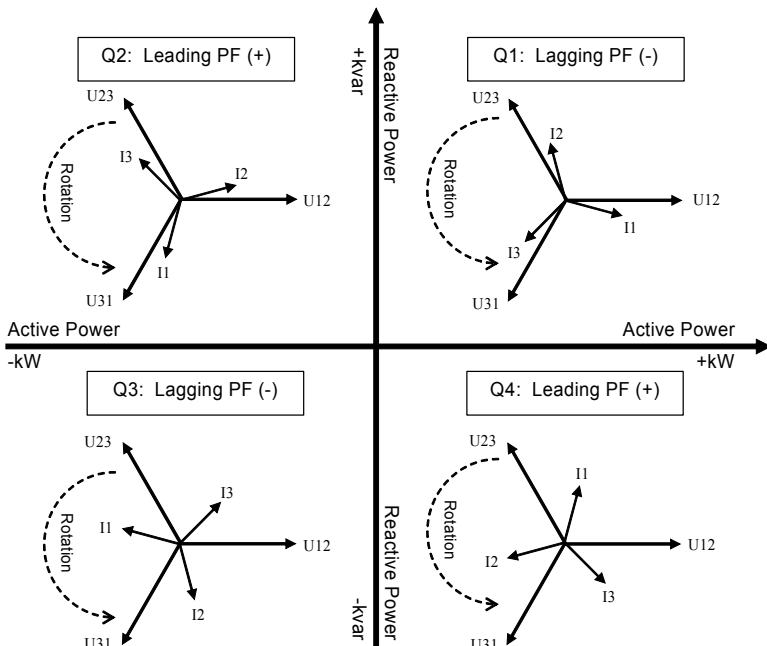 Q2: Leading PF (+)
U23
I3
I2
U12
I1
U31
Rotation
Reactive Power
+kvar
Q1: Lagging PF (-)
U23
I2
U12
I1
I3
U31
Rotation
Active Power
-kW
Active Power
+kW
Q3: Lagging PF (-)
U23
I3
I1
U12
I2
U31
Rotation
Reactive Power
-kvar
Q4: Leading PF (+)
U23
I1
U12
I2
I3
U31
Rotation